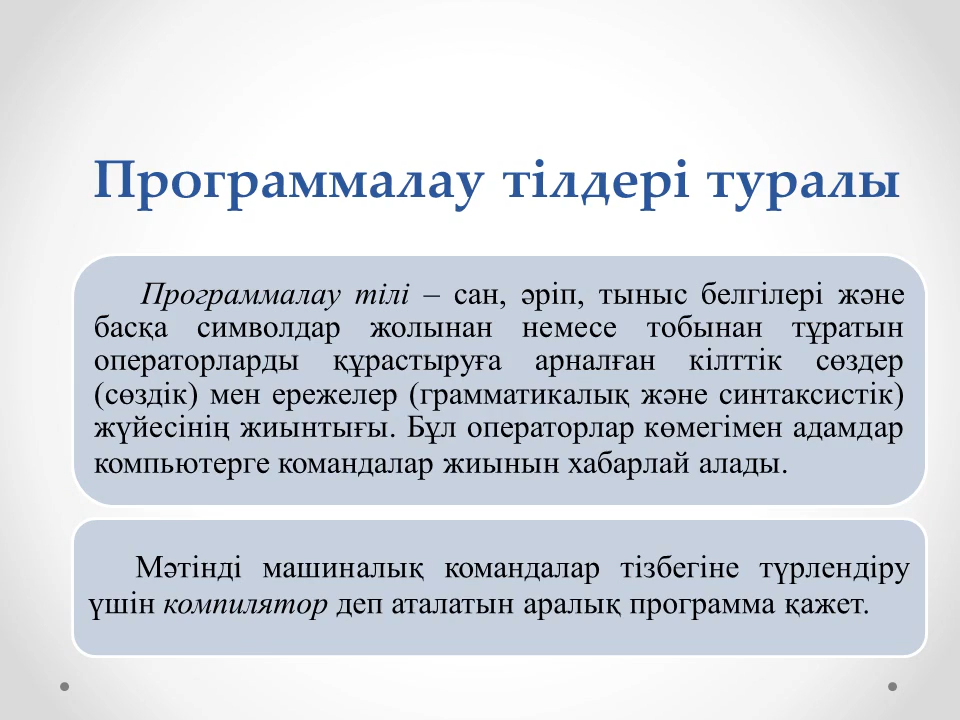 Программалау тілдері туралы
Программалау тілі – сан, әріп, тыныс белгілері және
басқа символдар жолынан немесе тобынан тұратын
операторларды құрастыруға арналған кілттік сөздер
(сөздік) мен ережелер (грамматикалық және синтаксистік)
жүйесінің жиынтығы. Бұл операторлар көмегімен адамдар
компьютерге командалар жиынын хабарлай алады.
Мәтінді машиналық командалар тізбегіне түрлендіру
үшін компилятор деп аталатын аралық программа қажет.